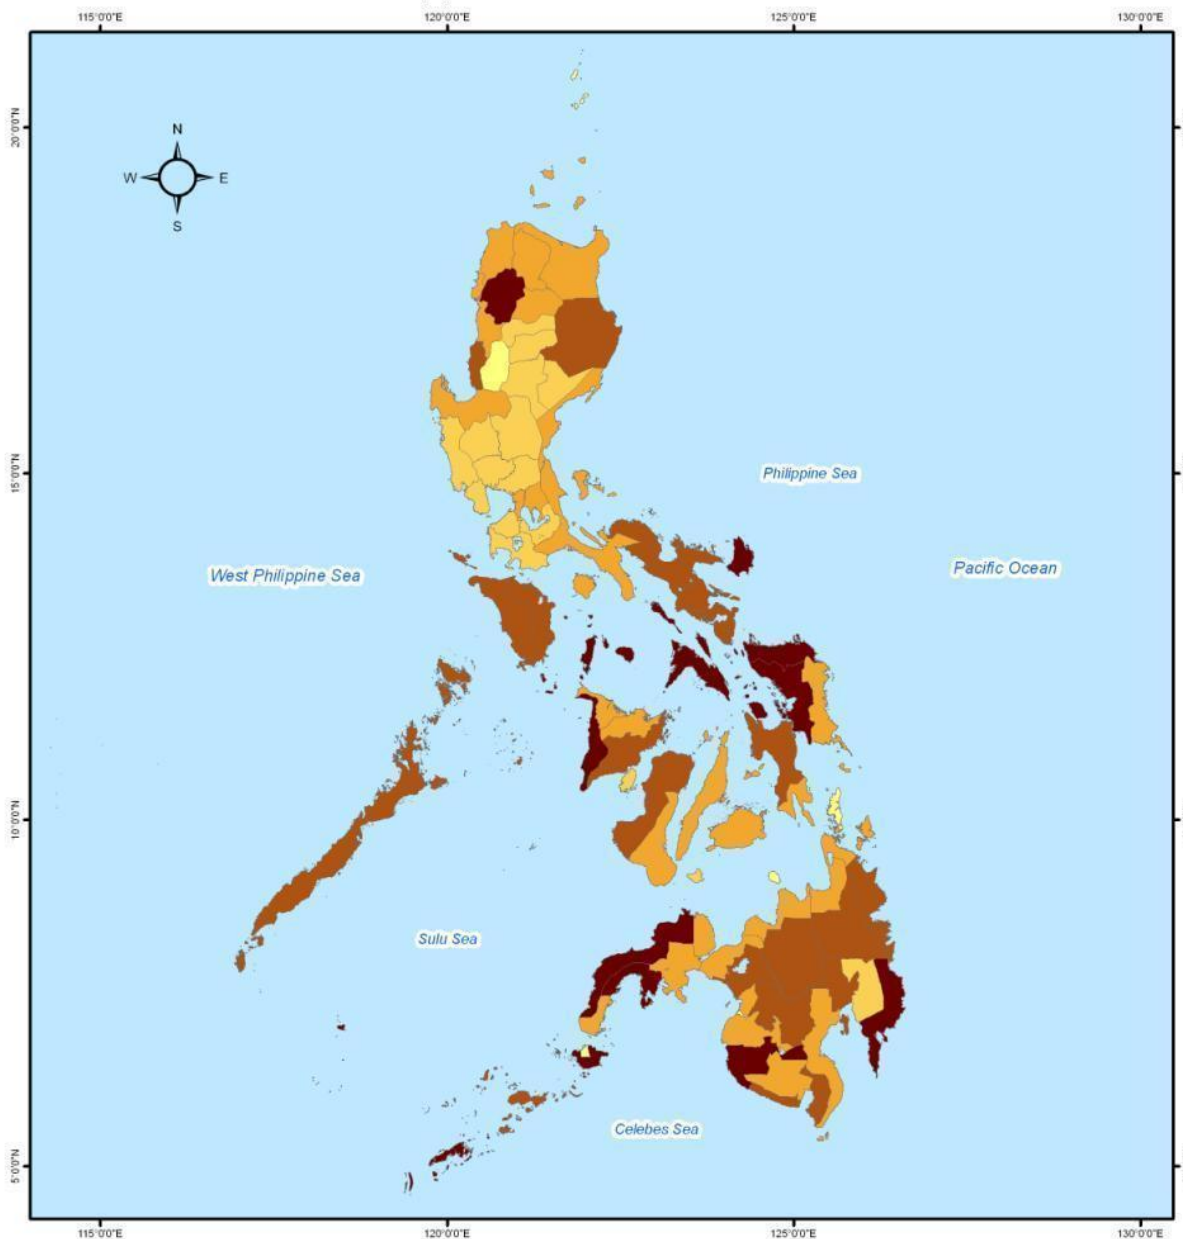 115°0'0"E 120°0'0"E 125°0'0"E 130°0'0"E
20°0'0"N
N
W E
S
15°0'0"N
Philippine Sea
West Philippine Sea
Pacific Ocean
10°0'0"N
Sulu Sea
Celebes Sea
5°0'0"N
115°0'0"E 120°0'0"E 125°0'0"E 130°0'0"E